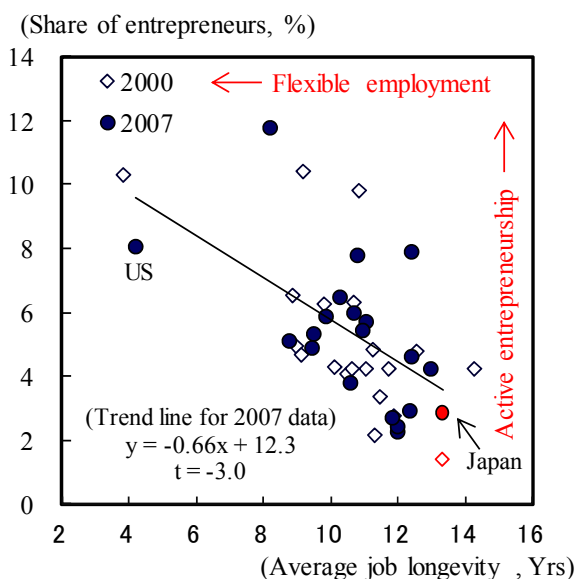 (Share of entrepreneurs, %)
14
12
10
8
6
4
2
0
2000
2007
Flexible employment
Active entrepreneurship
US
(Trend line for 2007 data)
y = -0.66x + 12.3
t = -3.0
Japan
2 4 6 8 10 12 14 16
(Average job longevity , Yrs)